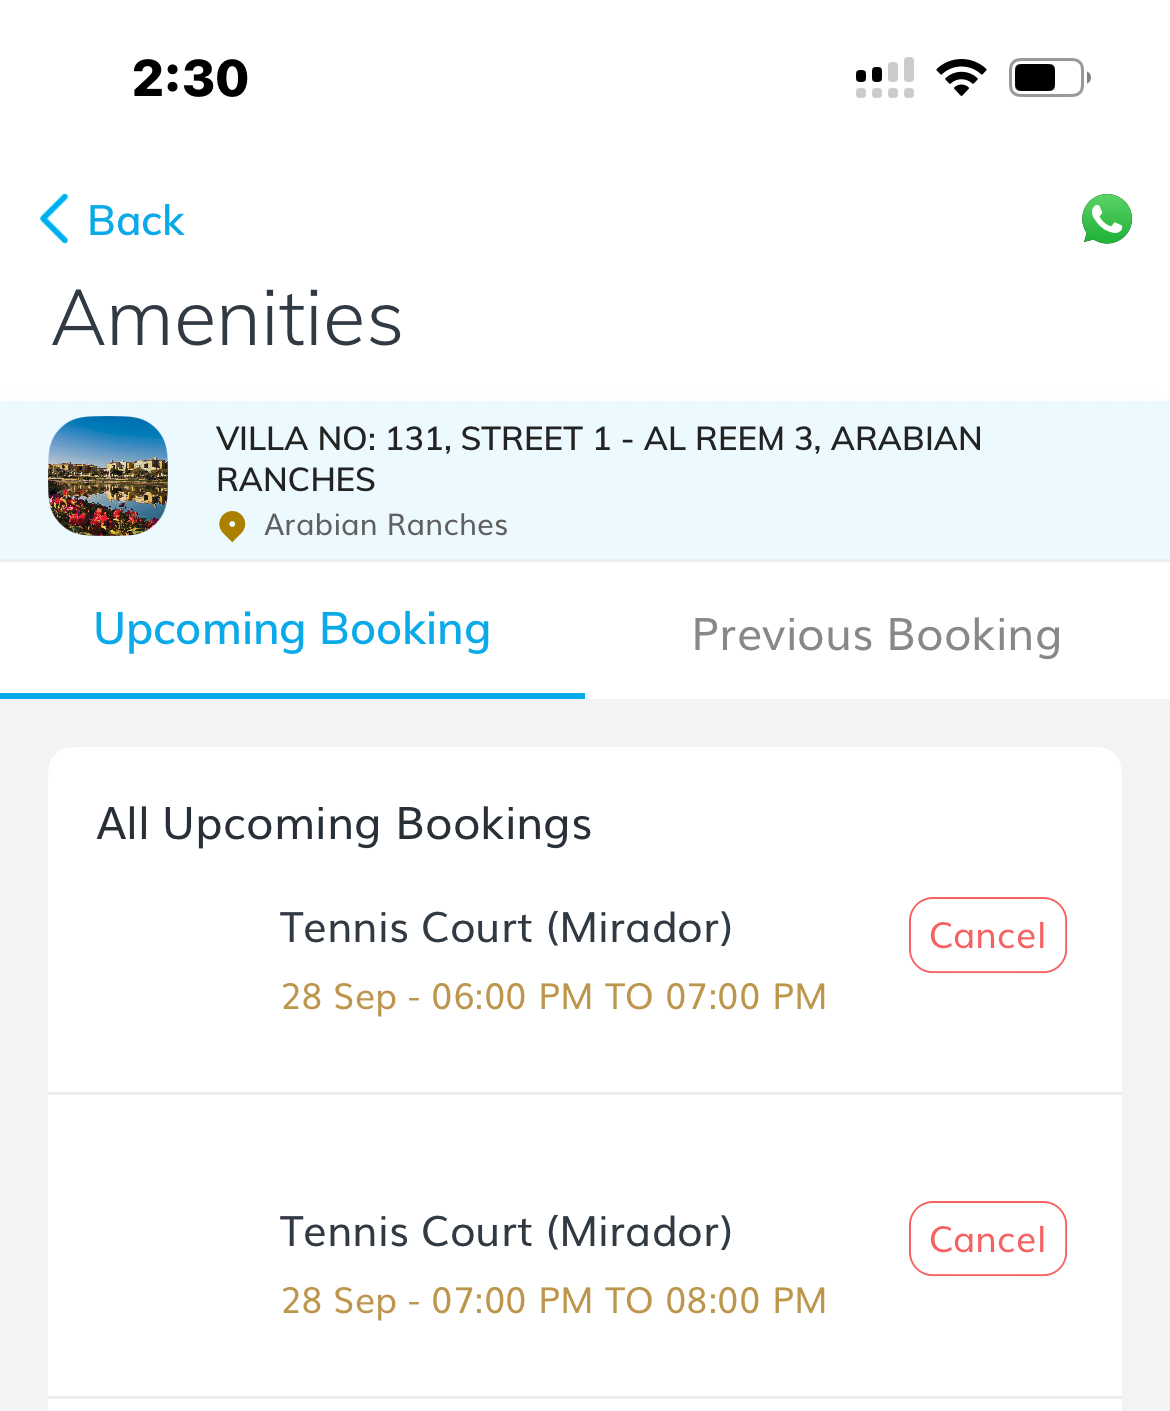 2:30
Back
Amenities
VILLA NO: 131, STREET 1 - AL REEM 3, ARABIAN
RANCHES
Arabian Ranches
Upcoming Booking
Previous Booking
All Upcoming Bookings
Tennis Court (Mirador)
Cancel
28 Sep - 06:00 PM TO 07:00 PM
Tennis Court (Mirador)
Cancel
28 Sep - 07:00 PM TO 08:00 PM